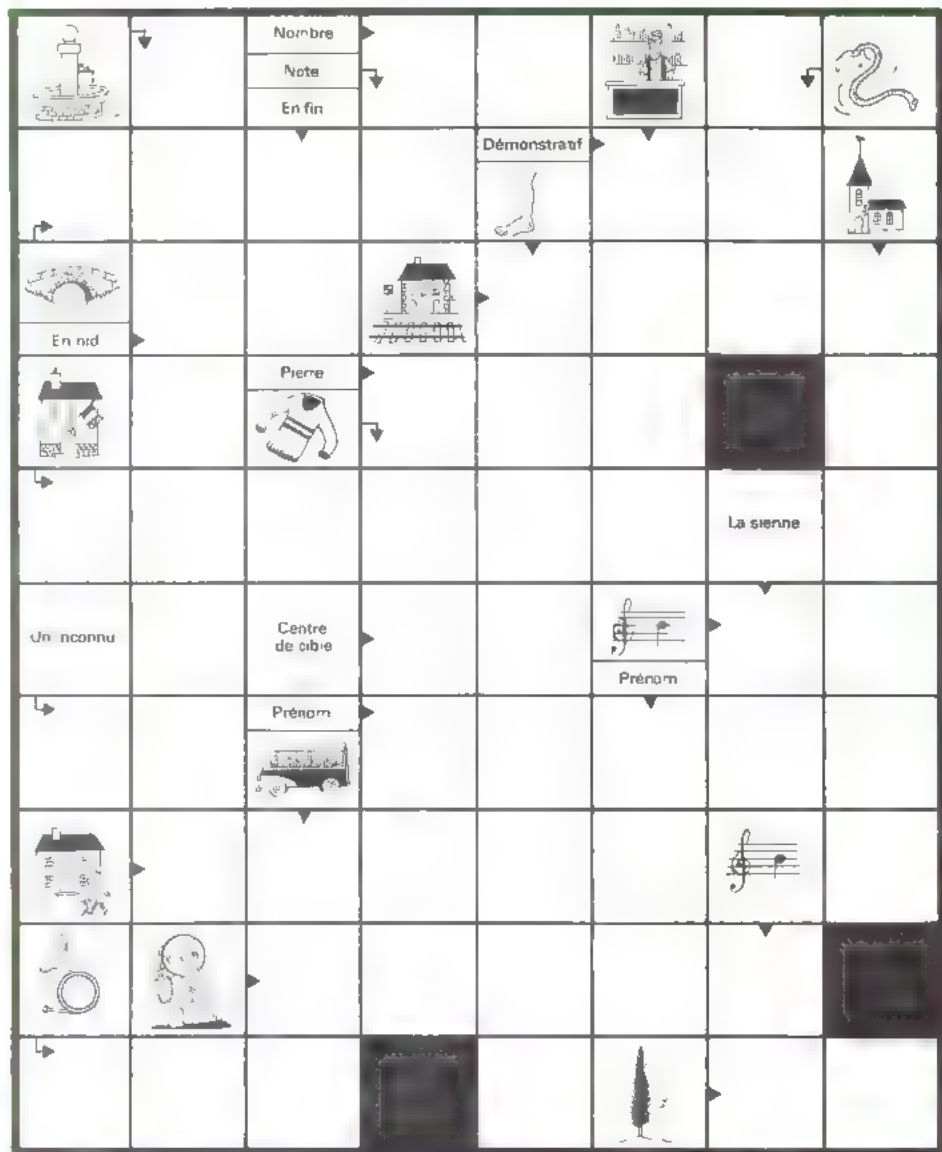 Nombre
Note
En fin
Démonstratif
En nid
Pierre
La sienne
Un inconnu
Centre
de cible
Prénom
Prénom